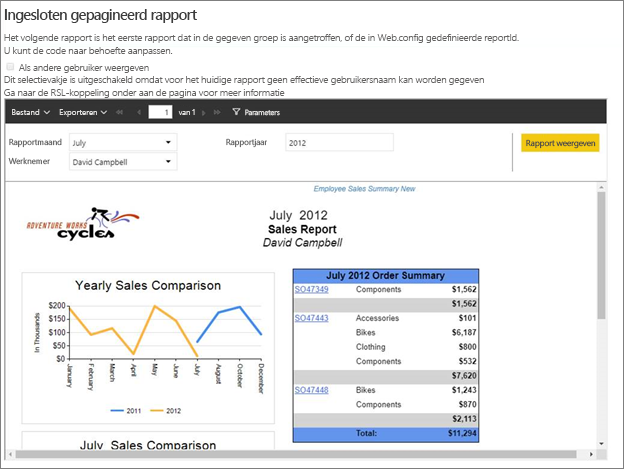 Ingesloten gepagineerd rapport
Het volgende rapport is het eerste rapport dat in de gegeven groep is aangetroffen, of de in Web.config gedefinieerde reportId.
U kunt de code naar behoefte aanpassen.
Als andere gebruiker weergeven
Dit selectievakje is uitgeschakeld omdat voor het huidige rapport geen effectieve gebruikersnaam kan worden gegeven
Ga naar de RSL-koppeling onder aan de pagina voor meer informatie
Bestand Exporteren 1 van 1 Parameters
Rapportmaand July Rapportjaar 2012 Rapport weergeven
Werknemer David Campbell
Employee Sales Summary New
ADVENTURE WORKS
cycles
July 2012
Sales Report
David Campbell
Yearly Sales Comparison
In Thousands
$200
$150
$100
$50
$0
January February March April May June July August October December
2011 2012
July Sales Comparison
July 2012 Order Summary
SO47349 Components $1,562
$1,562
SO47443 Accessories $101
Bikes $6,187
Clothing $800
Components $532
$7,620
SO47448 Bikes $1,243
Components $870
$2,113
Total: $11,294